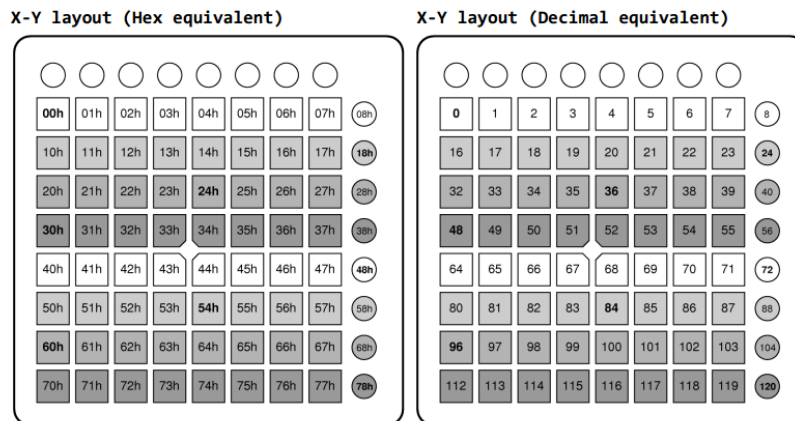 X-Y layout (Hex equivalent) X-Y layout (Decimal equivalent)
00h 01h 02h 03h 04h 05h 06h 07h 08h 0 1 2 3 4 5 6 7 8
10h 11h 12h 13h 14h 15h 16h 17h 18h 16 17 18 19 20 21 22 23 24
20h 21h 22h 23h 24h 25h 26h 27h 28h 32 33 34 35 36 37 38 39 40
30h 31h 32h 33h 34h 35h 36h 37h 38h 48 49 50 51 52 53 54 55 56
40h 41h 42h 43h 44h 45h 46h 47h 48h 64 65 66 67 68 69 70 71 72
50h 51h 52h 53h 54h 55h 56h 57h 58h 80 81 82 83 84 85 86 87 88
60h 61h 62h 63h 64h 65h 66h 67h 68h 96 97 98 99 100 101 102 103 104
70h 71h 72h 73h 74h 75h 76h 77h 78h 112 113 114 115 116 117 118 119 120